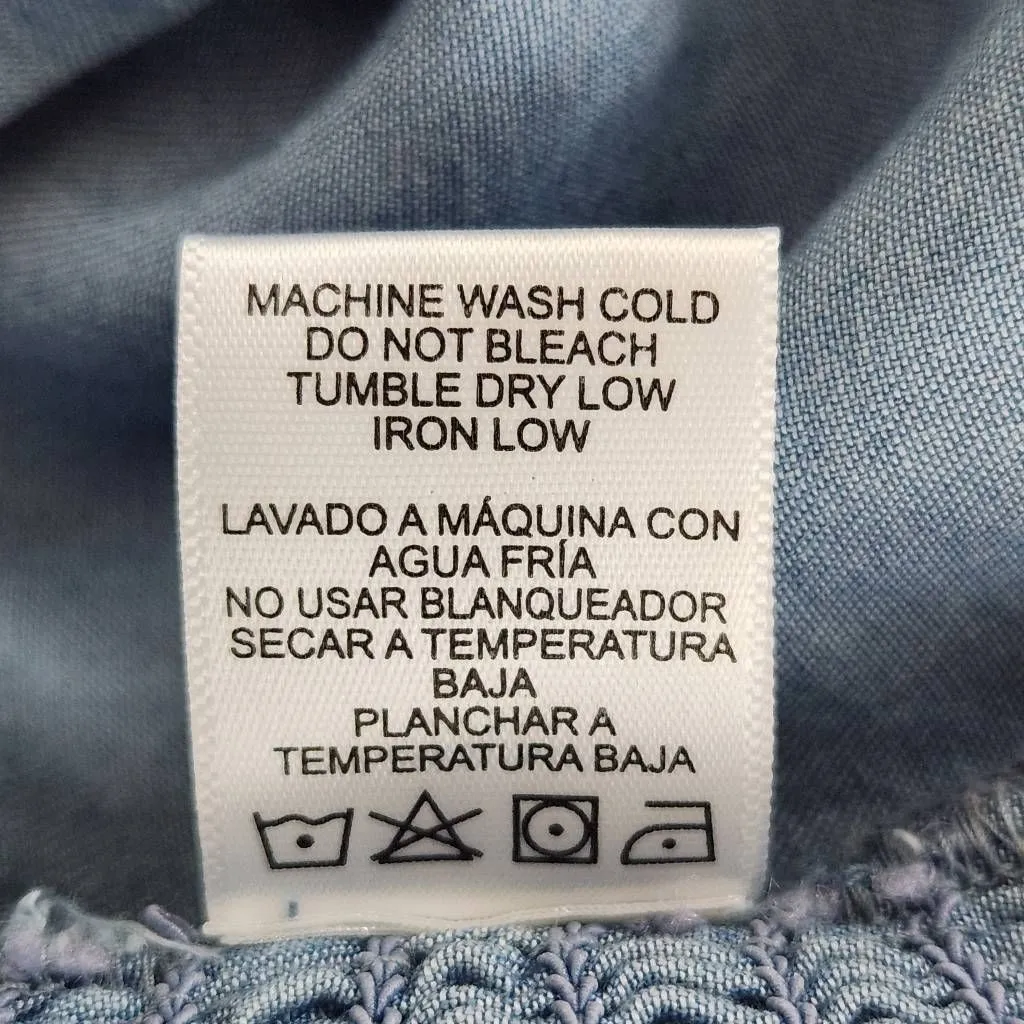 MACHINE WASH COLD
DO NOT BLEACH
TUMBLE DRY LOW
IRON LOW
LAVADO A MÁQUINA CON
AGUA FRÍA
NO USAR BLANQUEADOR
SECAR A TEMPERATURA
BAJA
PLANCHAR A
TEMPERATURA BAJA